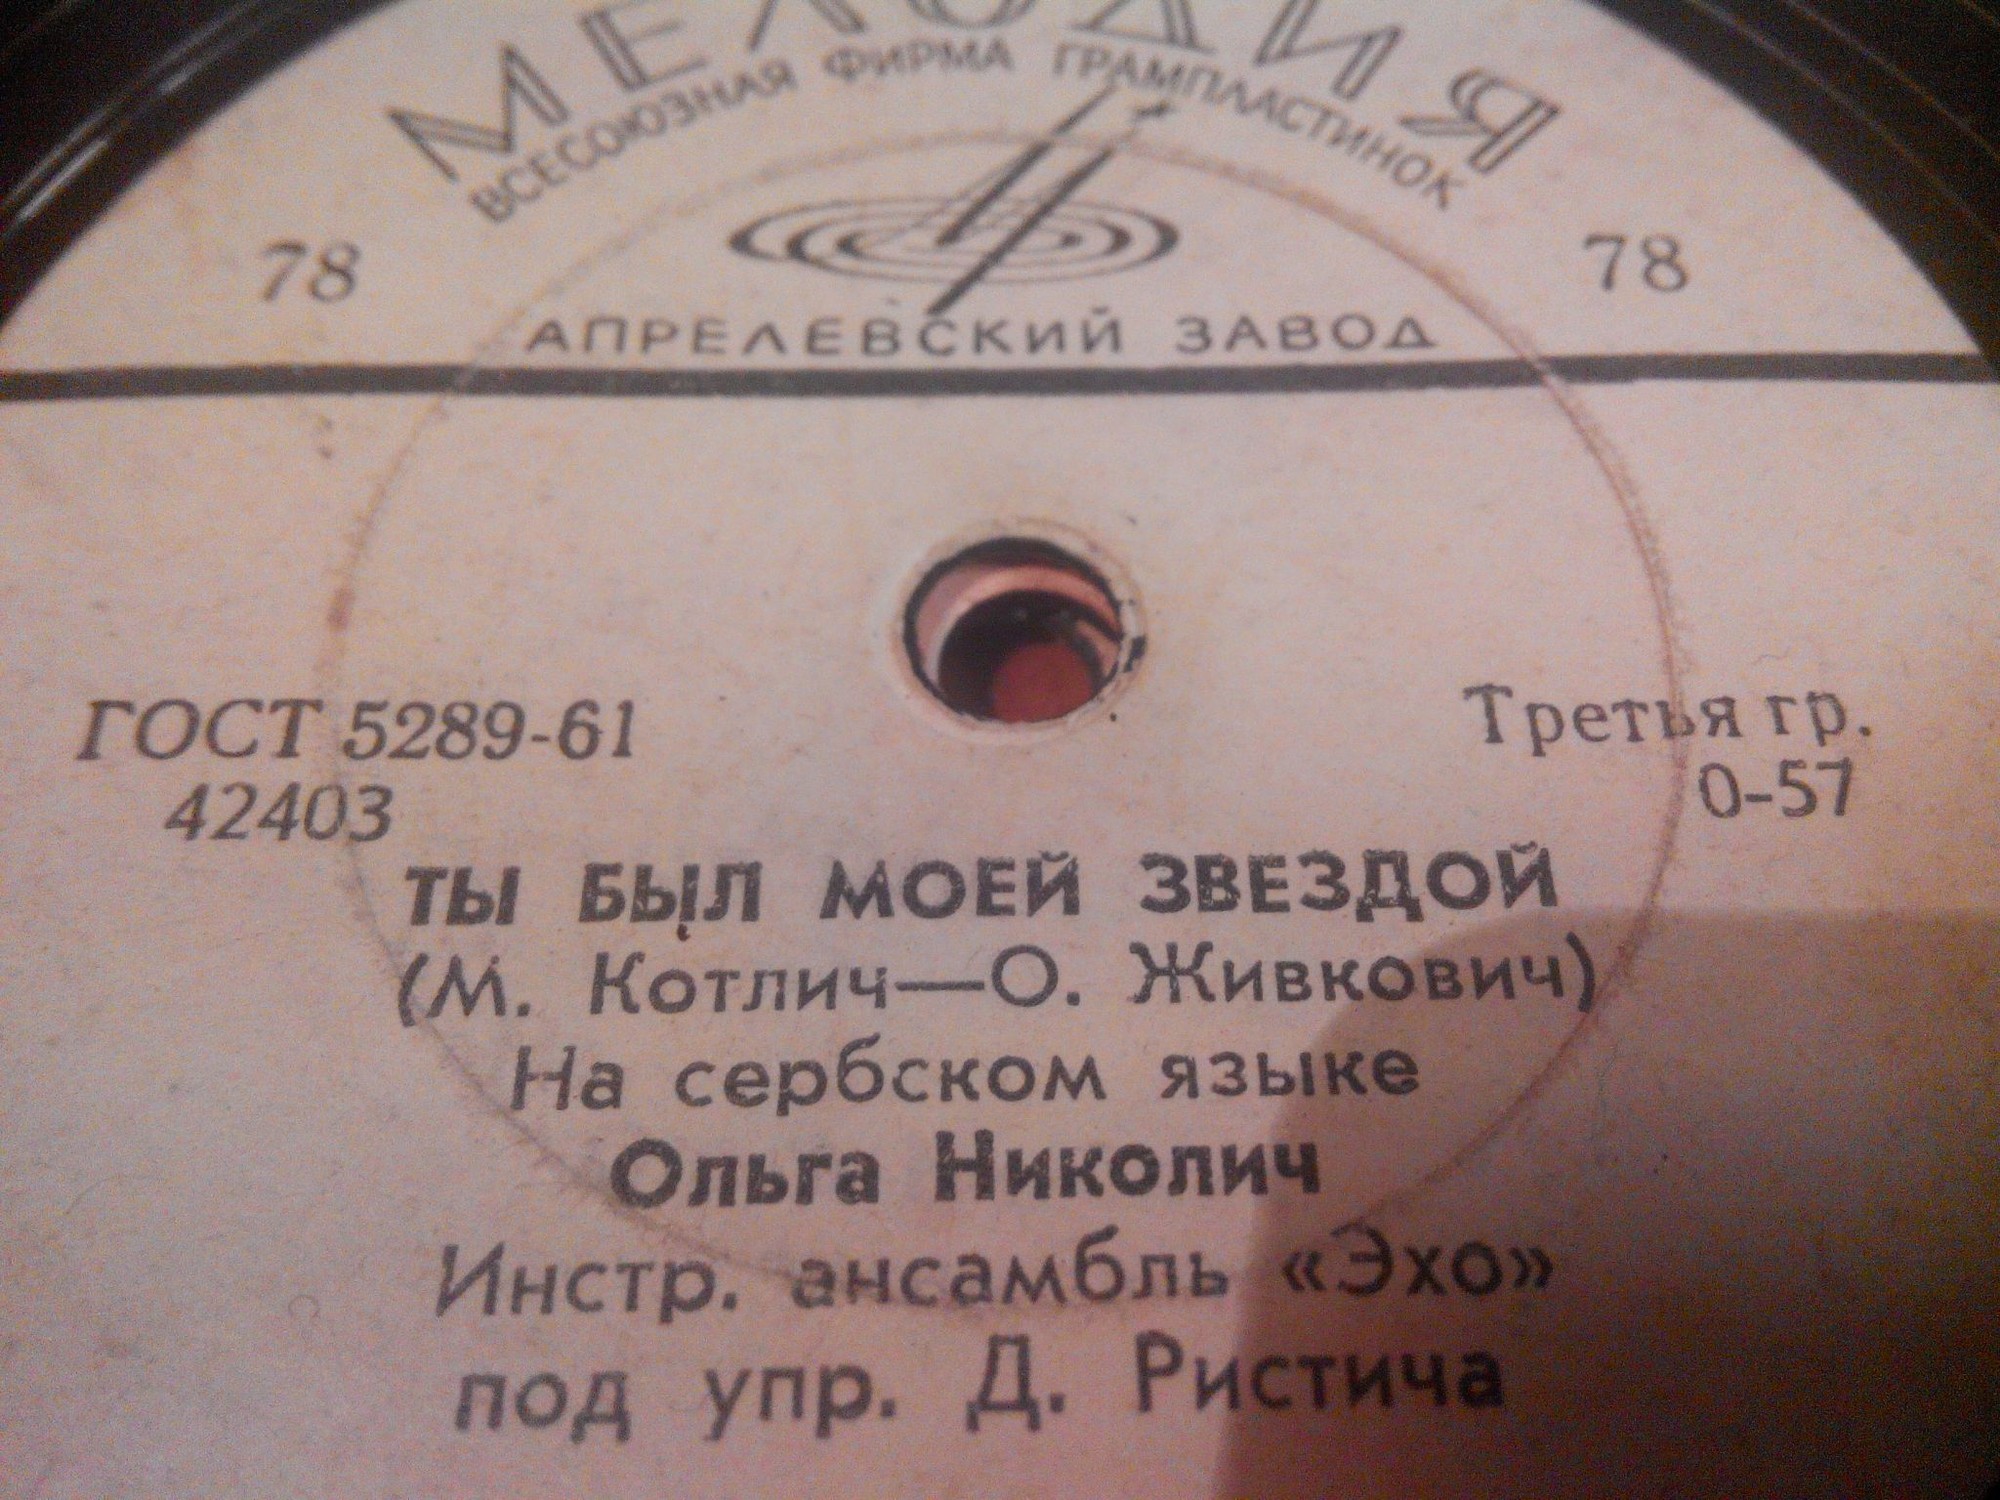 МЕЛОДИЯ
ВСЕСОЮЗНАЯ ФИРМА ГРАМПЛАСТИНОК
78 78
АПРЕЛЕВСКИЙ ЗАВОД
ГОСТ 5289-61 Третья гр.
42403 0-57
ТЫ БЫЛ МОЕЙ ЗВЕЗДОЙ
(М. Котлич—О. Живкович)
На сербском языке
Ольга Николич
Инстр. ансамбль «Эхо»
под упр. Д. Ристича